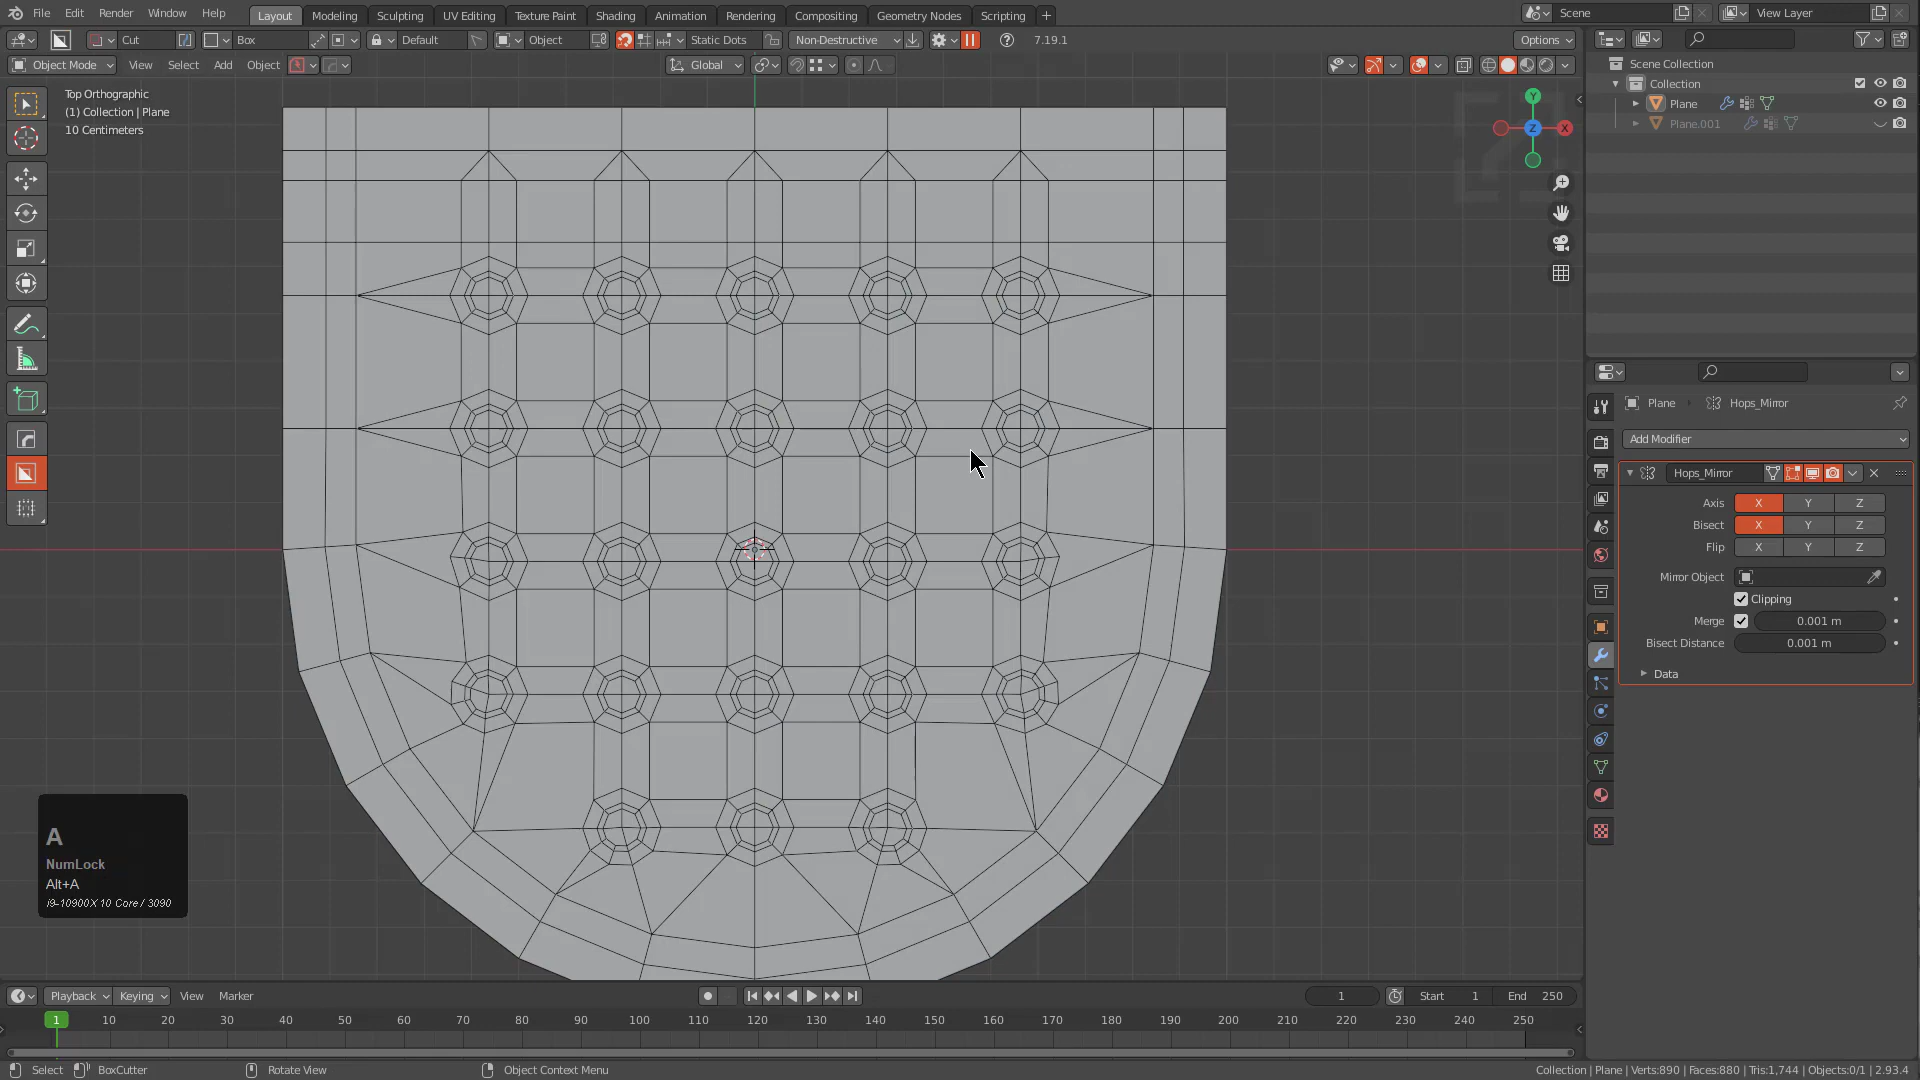 File Edit Render Window Help Layout Modeling Sculpting UV Editing Texture Paint Shading Animation Rendering Compositing Geometry Nodes Scripting + Scene View Layer
Cut Box Default Object Static Dots Non-Destructive 7.19.1 Options
Object Mode View Select Add Object Global
Top Orthographic
(1) Collection | Plane
10 Centimeters
Y
X
Z
Scene Collection
Collection
Plane
Plane.001
Plane Hops_Mirror
Add Modifier
Hops_Mirror
Axis X Y Z
Bisect X Y Z
Flip X Y Z
Mirror Object
Clipping
Merge 0.001 m
Bisect Distance 0.001 m
Data
A
NumLock
Alt+A
i9-10900X 10 Core / 3090
Playback Keying View Marker 1 Start 1 End 250
1 10 20 30 40 50 60 70 80 90 100 110 120 130 140 150 160 170 180 190 200 210 220 230 240 250
Select BoxCutter Rotate View Object Context Menu Collection | Plane | Verts:890 | Faces:880 | Tris:1,744 | Objects:0/1 | 2.93.4